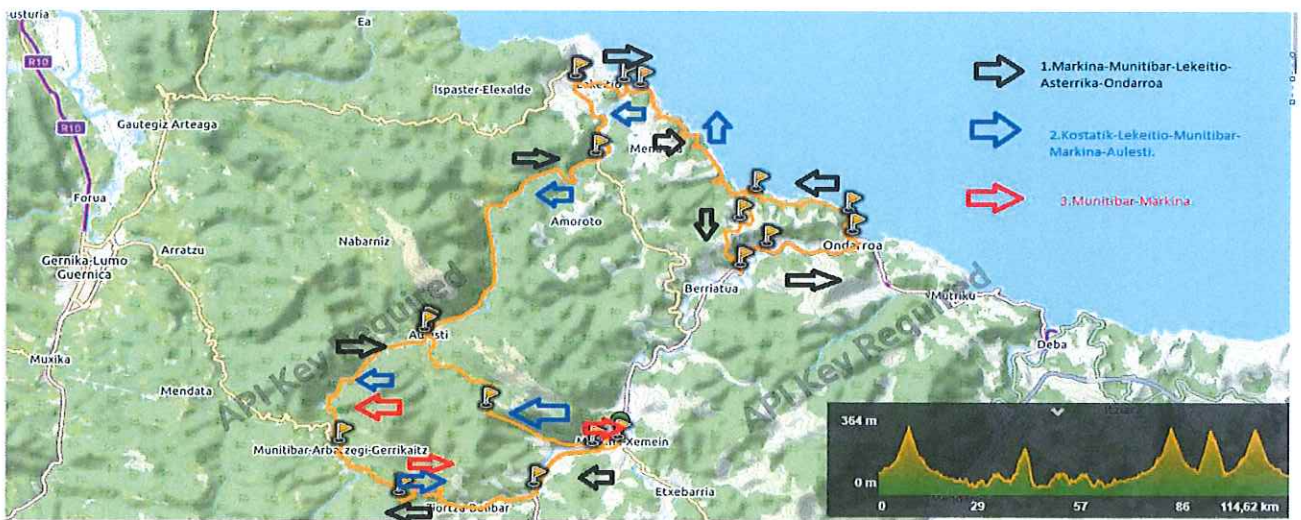 usturia
Ea
R10
Ispaster-Elexalde
Gautegiz Arteaga
R10
Forua
Arratzu
Nabarniz
Amoroto
Gernika-Lumo
Guernica
Berriatua
Ondarroa
Mutriku
Deba
Muxika
Mendata
Munitibar-Arbatzegi-Gerrikaitz
Etxebarria
API Key Required
API Key Required
1.Markina-Munitibar-Lekeitio-
Asterrika-Ondarroa
2.Kostatik-Lekeitio-Munitibar-
Markina-Aulesti.
3.Munitibar-Markina.
364 m
0 m
0
29
57
86
114,62 km